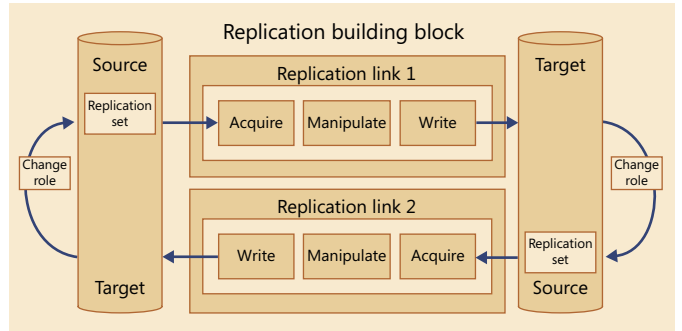 Replication building block
Source
Replication
set
Change
role
Target
Replication link 1
Acquire
Manipulate
Write
Replication link 2
Write
Manipulate
Acquire
Target
Change
role
Replication
set
Source